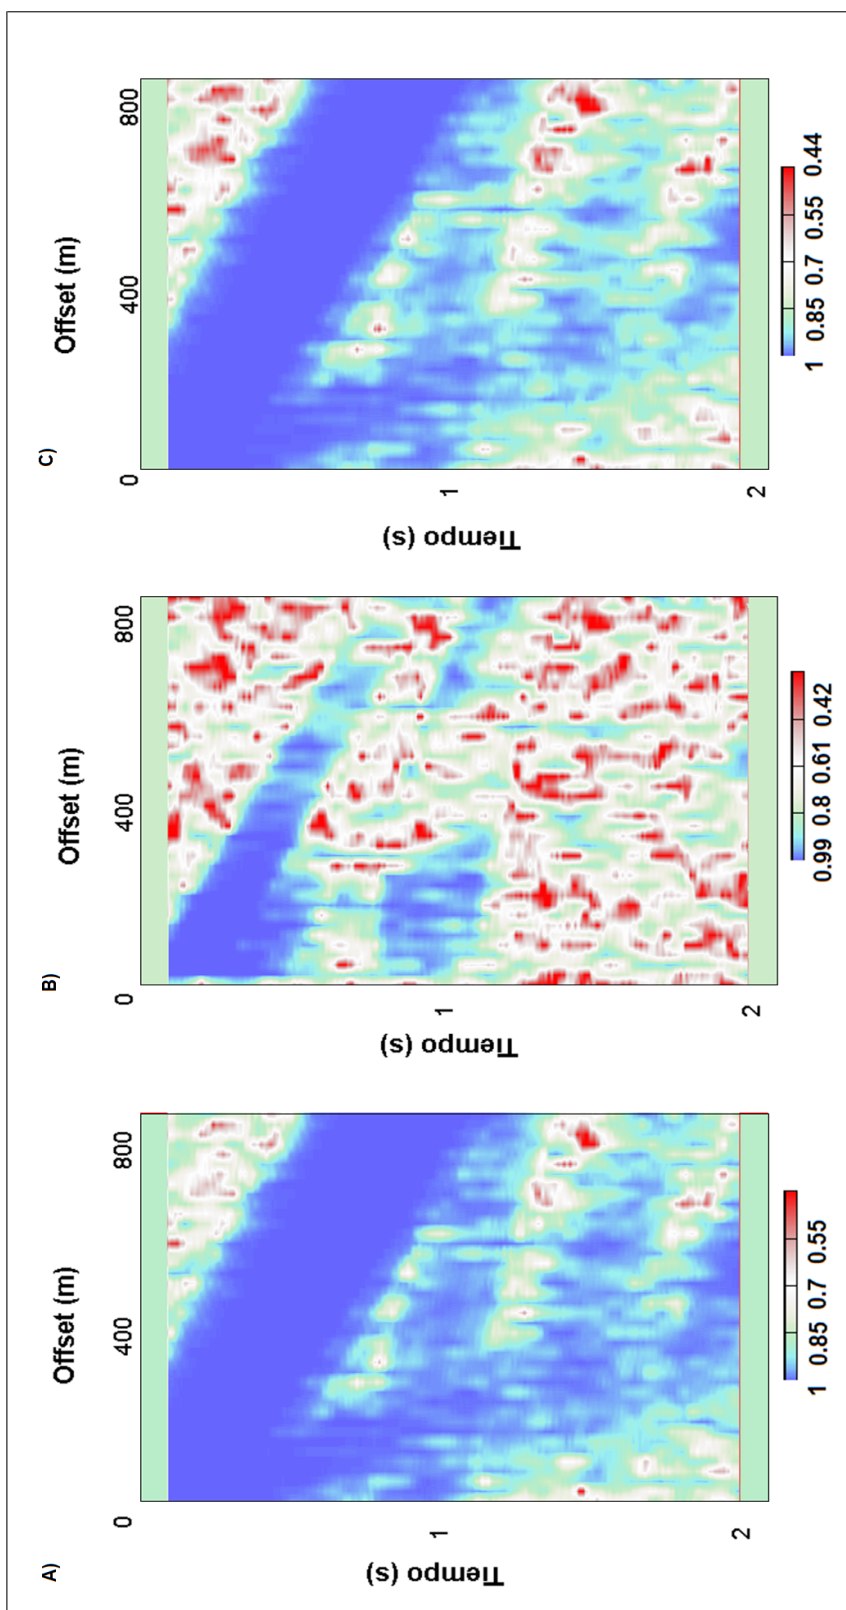 C)
Offset (m)
0
400
800
Tiempo (s)
1
2
1 0.85 0.7 0.55 0.44
B)
Offset (m)
0
400
800
Tiempo (s)
1
2
0.99 0.8 0.61 0.42
A)
Offset (m)
0
400
800
Tiempo (s)
1
2
1 0.85 0.7 0.55